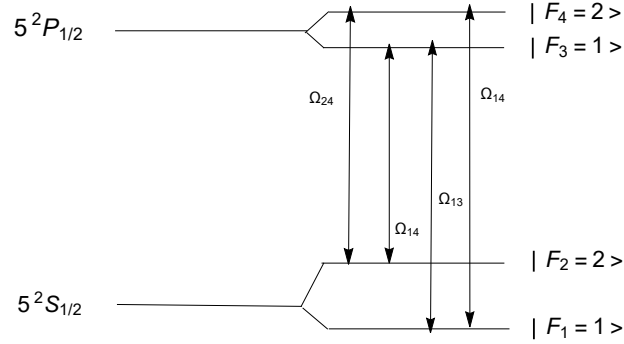 5 ²P₁/₂
| F₄ = 2 >
| F₃ = 1 >
Ω₂₄
Ω₁₄
Ω₁₃
Ω₁₄
| F₂ = 2 >
5 ²S₁/₂
| F₁ = 1 >